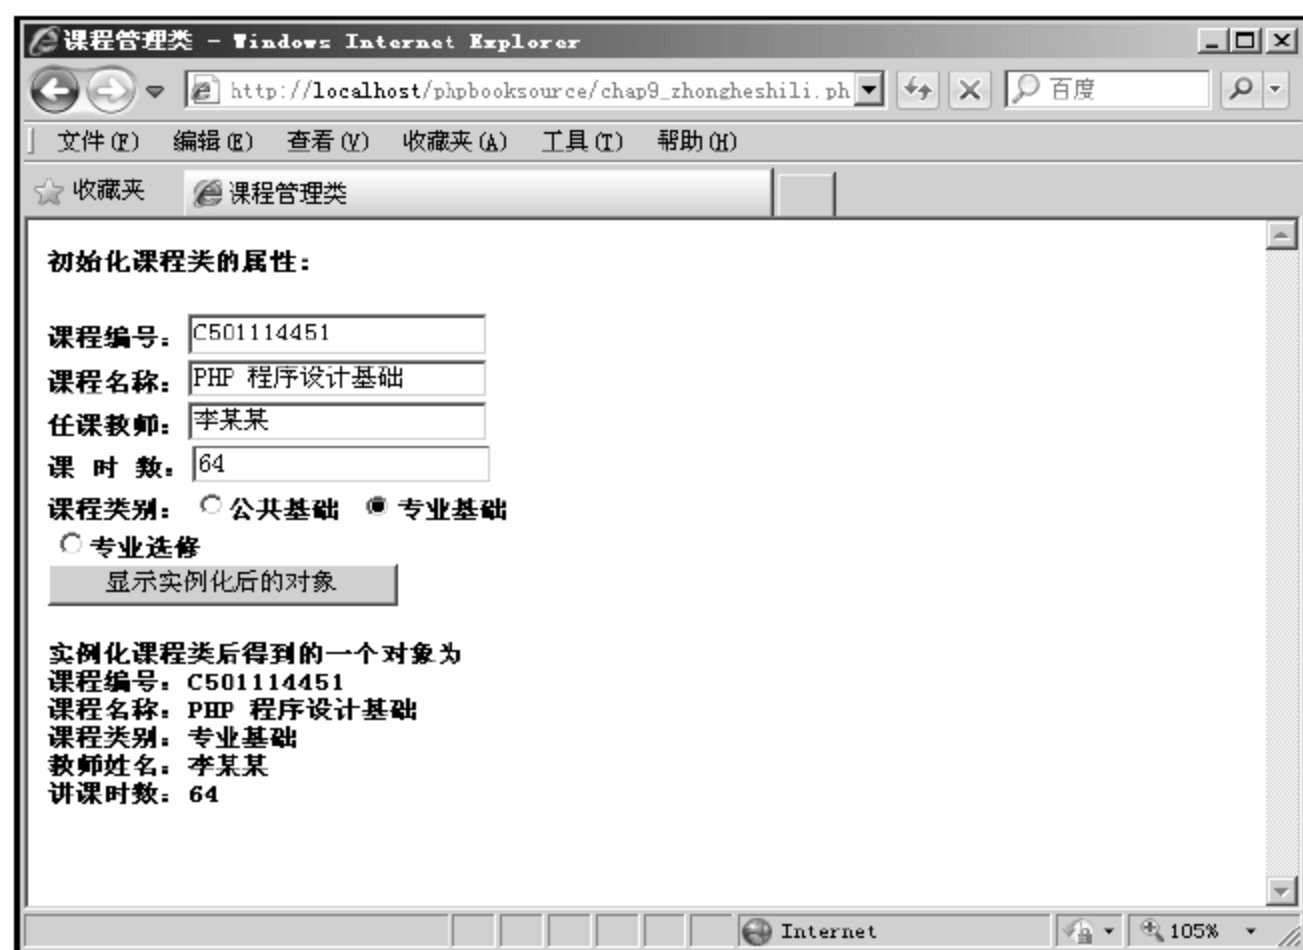 课程管理类 - Windows Internet Explorer
http://localhost/phpbooksource/chap9_zhongheshili.ph
百度
文件(F) 编辑(E) 查看(V) 收藏夹(A) 工具(T) 帮助(H)
收藏夹 课程管理类
初始化课程类的属性:
课程编号: C501114451
课程名称: PHP 程序设计基础
任课教师: 李某某
课 时 数: 64
课程类别: 公共基础 专业基础
专业选修
显示实例化后的对象
实例化课程类后得到的一个对象为
课程编号: C501114451
课程名称: PHP 程序设计基础
课程类别: 专业基础
教师姓名: 李某某
讲课时数: 64
Internet 105%